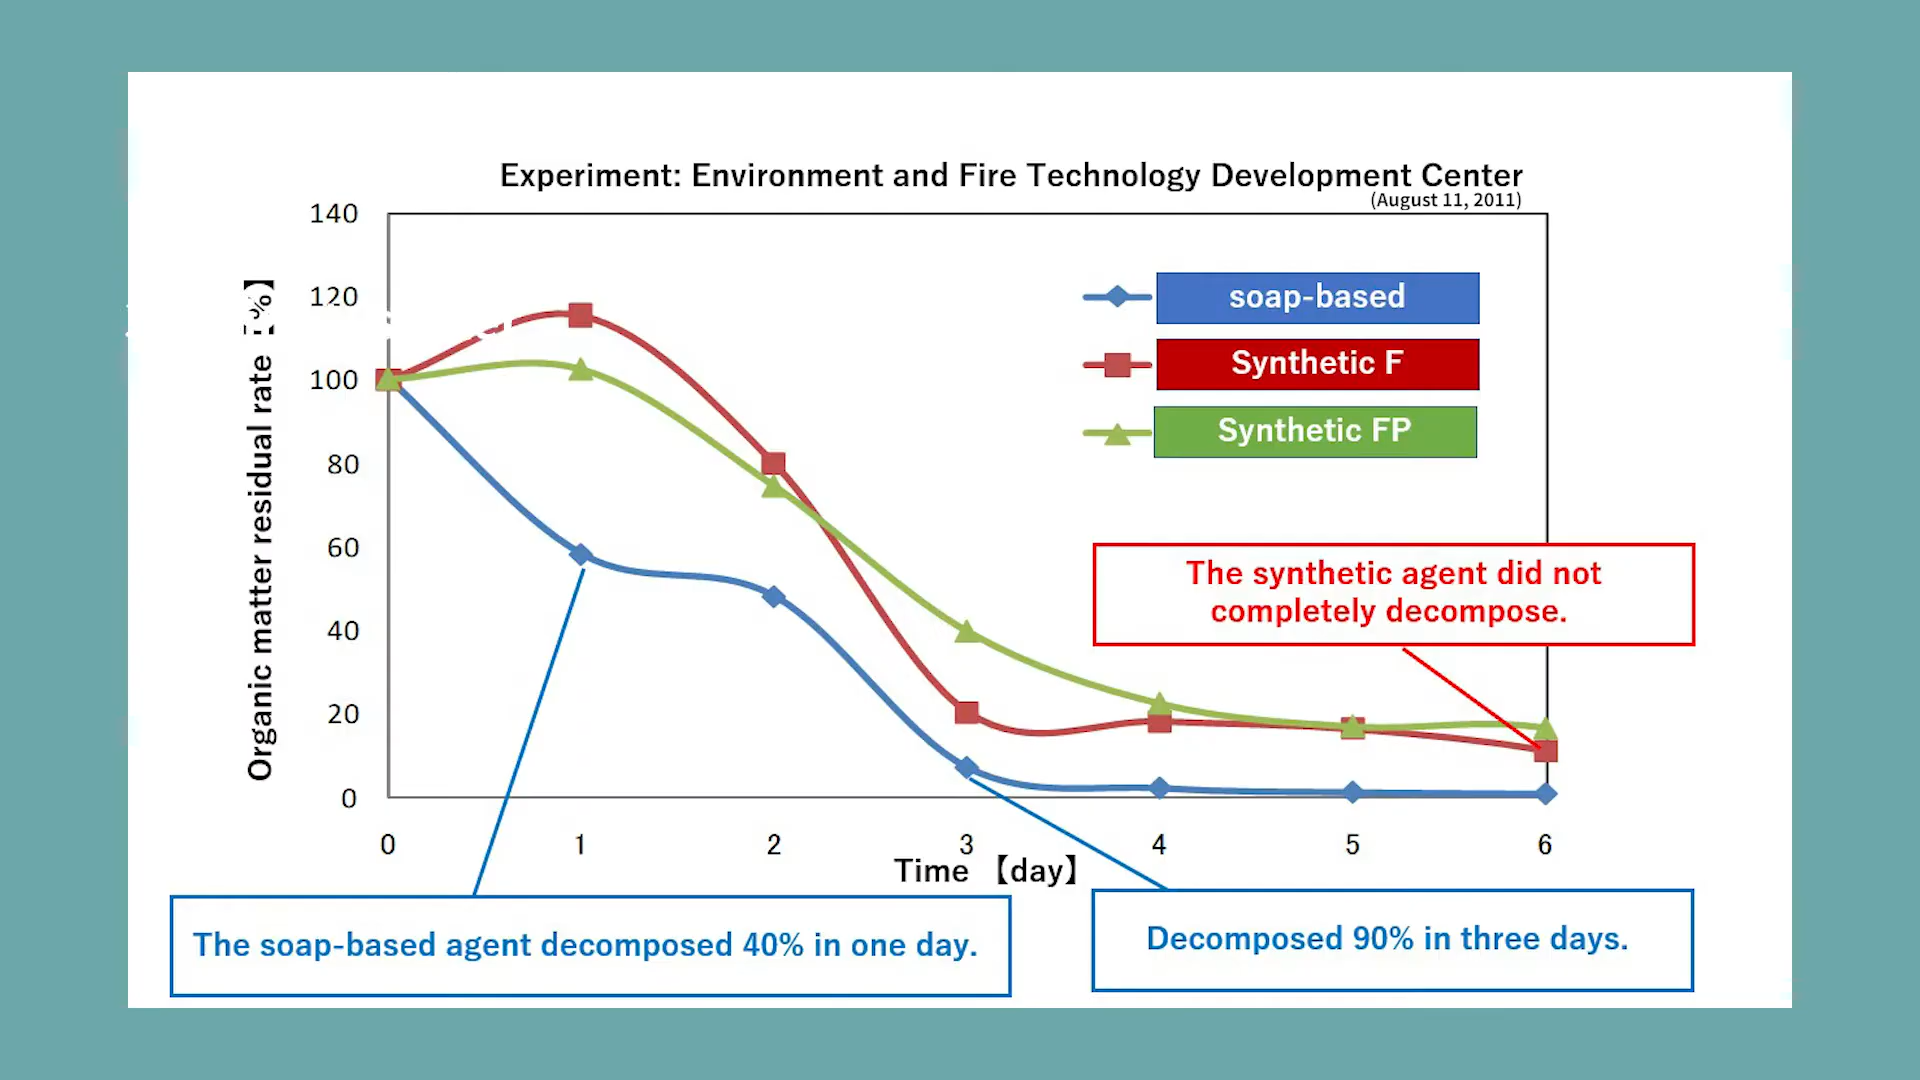 Experiment: Environment and Fire Technology Development Center
(August 11, 2011)
Organic matter residual rate 【%】
140
120
100
80
60
40
20
0
soap-based
Synthetic F
Synthetic FP
The synthetic agent did not
completely decompose.
0 1 2 3 4 5 6
Time 【day】
The soap-based agent decomposed 40% in one day.
Decomposed 90% in three days.